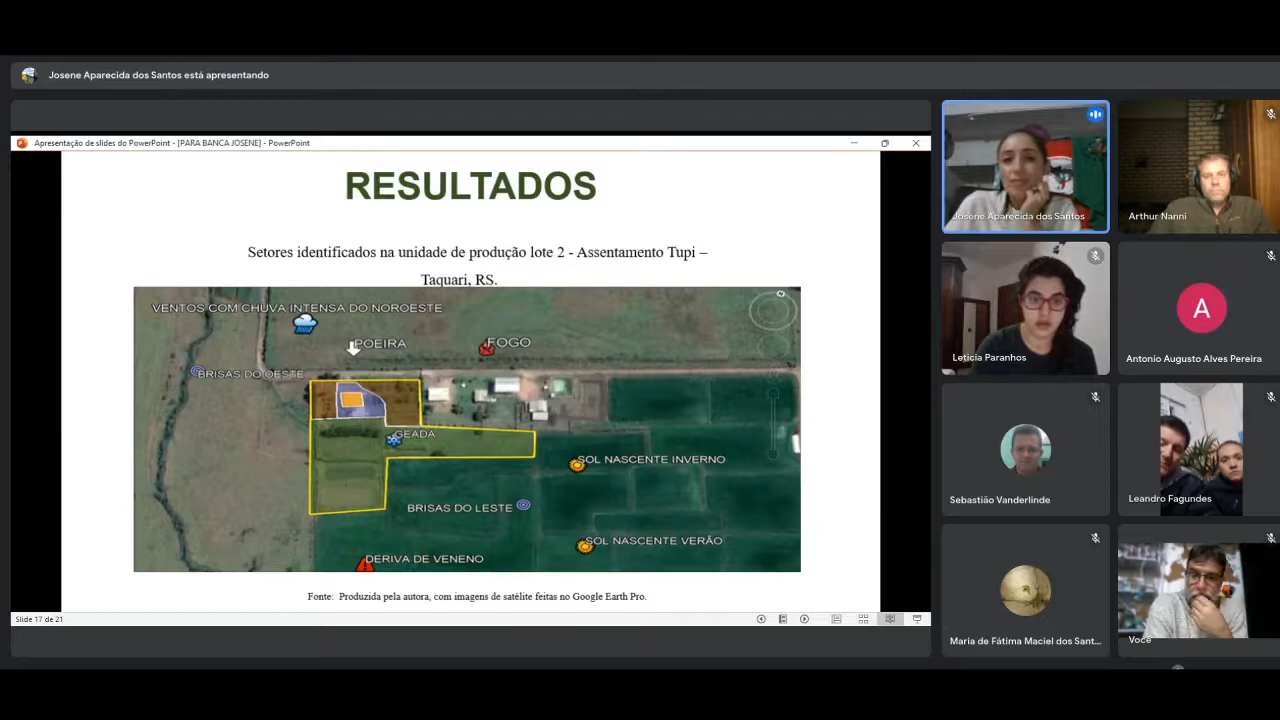 Josene Aparecida dos Santos está apresentando
Apresentação de slides do PowerPoint - [PARA BANCA JOSENE] - PowerPoint
RESULTADOS
Setores identificados na unidade de produção lote 2 - Assentamento Tupi –
Taquari, RS.
VENTOS COM CHUVA INTENSA DO NOROESTE
POEIRA
FOGO
BRISAS DO OESTE
GEADA
SOL NASCENTE INVERNO
BRISAS DO LESTE
SOL NASCENTE VERÃO
DERIVA DE VENENO
Fonte: Produzida pela autora, com imagens de satélite feitas no Google Earth Pro.
Slide 17 de 21
Josene Aparecida dos Santos
Arthur Nanni
Leticia Paranhos
A
Antonio Augusto Alves Pereira
Sebastião Vanderlinde
Leandro Fagundes
Maria de Fátima Maciel dos Sant...
Você